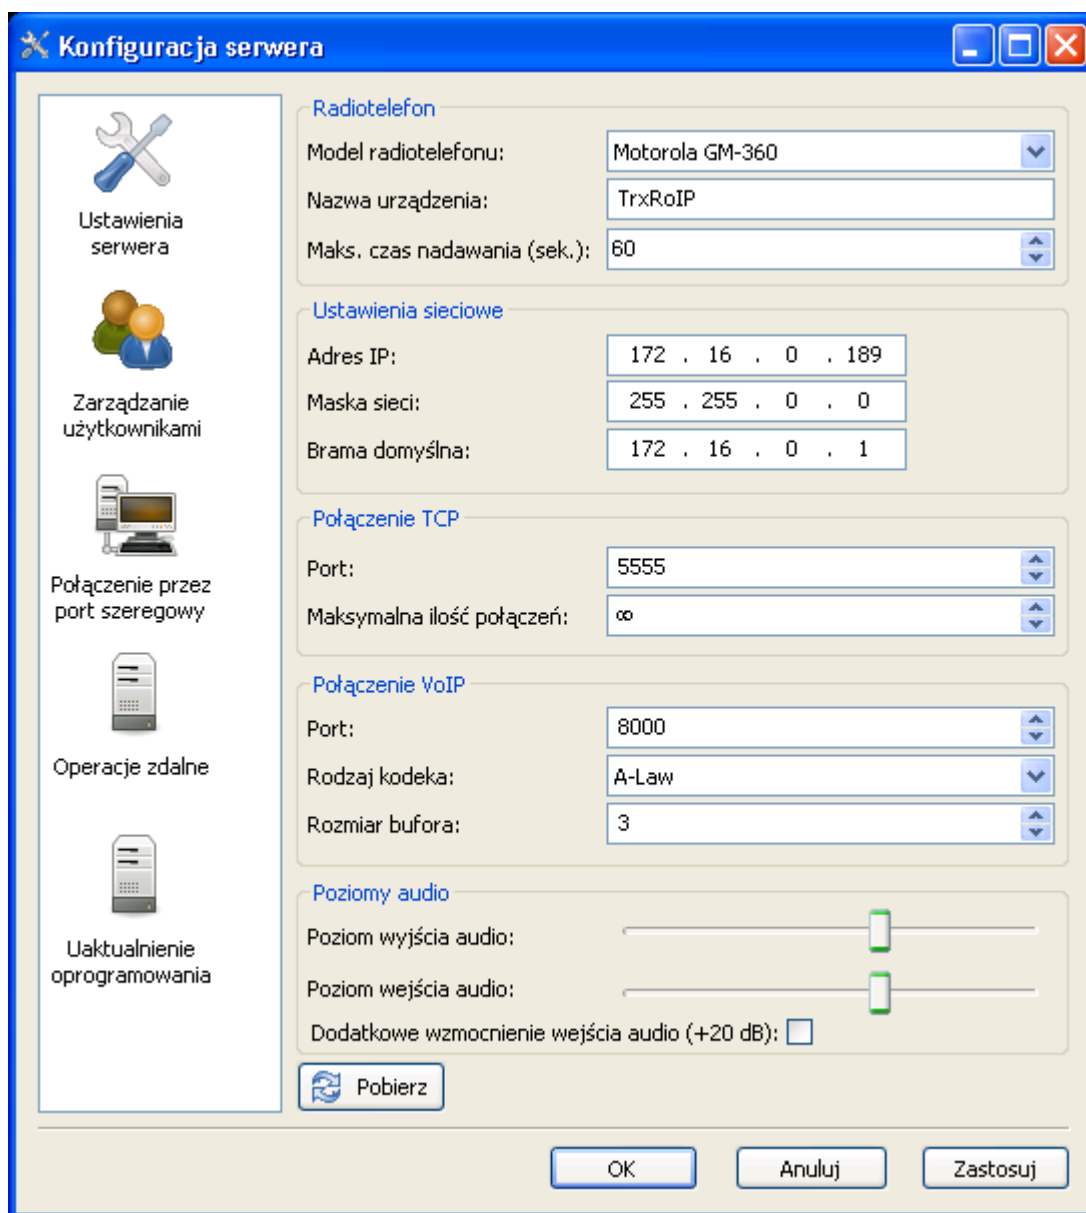 Konfiguracja serwera
Ustawienia
serwera
Zarządzanie
użytkownikami
Połączenie przez
port szeregowy
Operacje zdalne
Uaktualnienie
oprogramowania
Radiotelefon
Model radiotelefonu: Motorola GM-360
Nazwa urządzenia: TrxRoIP
Maks. czas nadawania (sek.): 60
Ustawienia sieciowe
Adres IP: 172 . 16 . 0 . 189
Maska sieci: 255 . 255 . 0 . 0
Brama domyślna: 172 . 16 . 0 . 1
Połączenie TCP
Port: 5555
Maksymalna ilość połączeń: ∞
Połączenie VoIP
Port: 8000
Rodzaj kodeka: A-Law
Rozmiar bufora: 3
Poziomy audio
Poziom wyjścia audio:
Poziom wejścia audio:
Dodatkowe wzmocnienie wejścia audio (+20 dB):
Pobierz
OK Anuluj Zastosuj